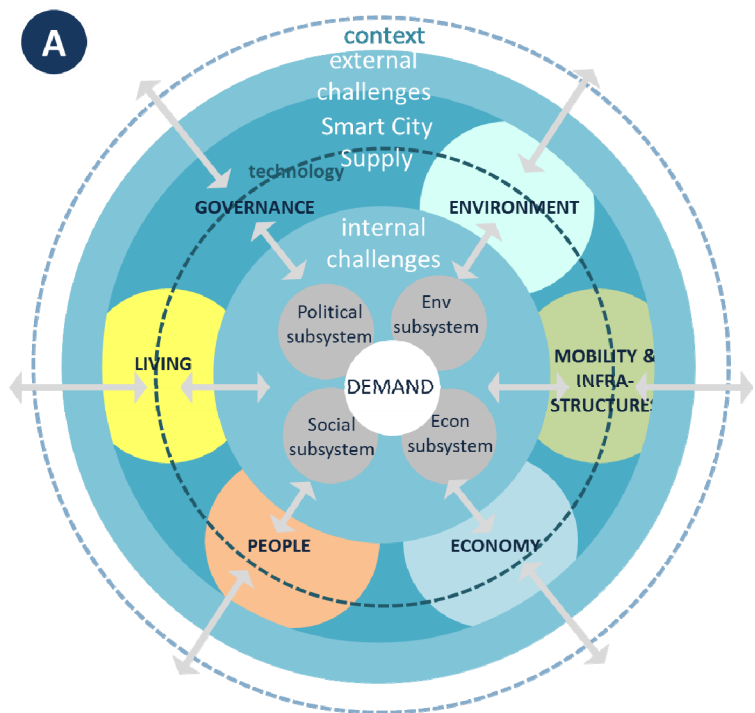 A
context
external
challenges
Smart City
Supply
technology
GOVERNANCE
ENVIRONMENT
internal
challenges
Political
subsystem
Env
subsystem
LIVING
MOBILITY &
INFRA-
STRUCTURES
DEMAND
Social
subsystem
Econ
subsystem
PEOPLE
ECONOMY